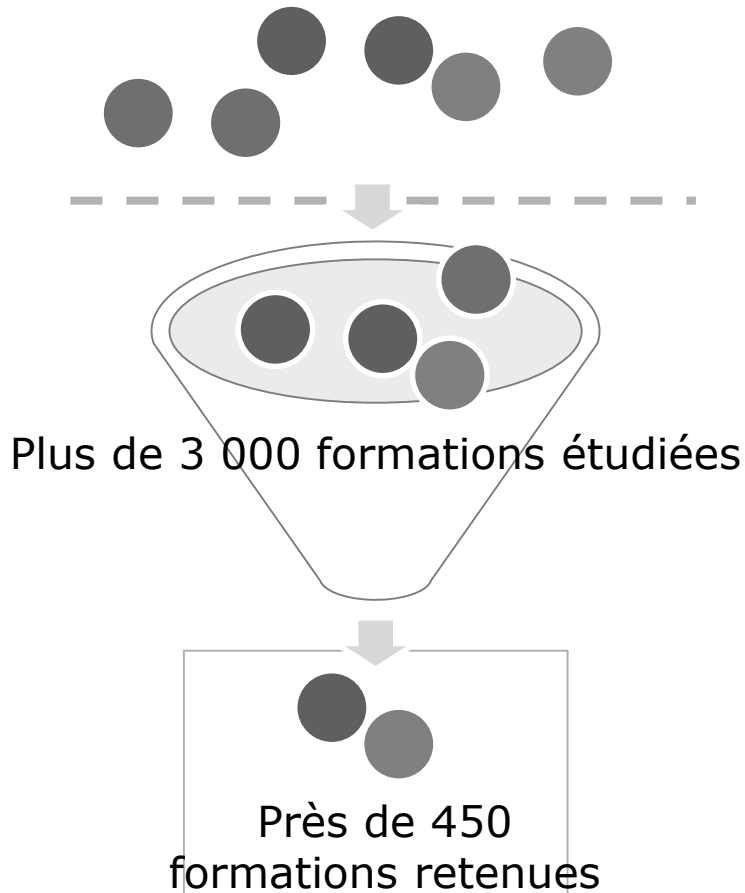 Plus de 3 000 formations étudiées
Près de 450
formations retenues